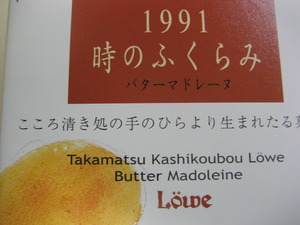 1991
時のふくらみ
バターマドレーヌ
こころ清き処の手のひらより生まれたる
Takamatsu Kashikoubou Löwe
Butter Madoleine
Löwe